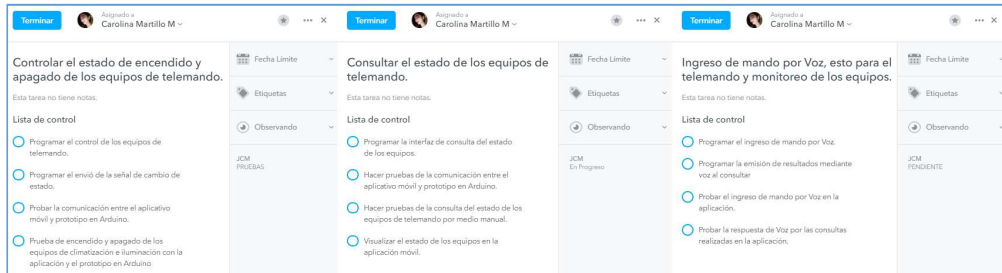 Terminar
Asignado a
Carolina Martillo M
Controlar el estado de encendido y
apagado de los equipos de telemando.
Esta tarea no tiene notas.
Lista de control
Programar el control de los equipos de
telemando.
Programar el envió de la señal de cambio de
estado.
Probar la comunicación entre el aplicativo
móvil y prototipo en Arduino.
Prueba de encendido y apagado de los
equipos de climatización e iluminación con la
aplicación y el prototipo en Arduino
Fecha Límite
Etiquetas
Observando
JCM
PRUEBAS
Terminar
Asignado a
Carolina Martillo M
Consultar el estado de los equipos de
telemando.
Esta tarea no tiene notas.
Lista de control
Programar la interfaz de consulta del estado
de los equipos.
Hacer pruebas de la comunicación entre el
aplicativo móvil y prototipo en Arduino.
Hacer pruebas de la consulta del estado de los
equipos de telemando por medio manual.
Visualizar el estado de los equipos en la
aplicación móvil.
Fecha Límite
Etiquetas
Observando
JCM
En Progreso
Terminar
Asignado a
Carolina Martillo M
Ingreso de mando por Voz, esto para el
telemando y monitoreo de los equipos.
Esta tarea no tiene notas.
Lista de control
Programar el ingreso de mando por Voz.
Programar la emisión de resultados mediante
voz al consultar
Probar el ingreso de mando por Voz en la
aplicación.
Probar la respuesta de Voz por las consultas
realizadas en la aplicación.
Fecha Límite
Etiquetas
Observando
JCM
PENDIENTE